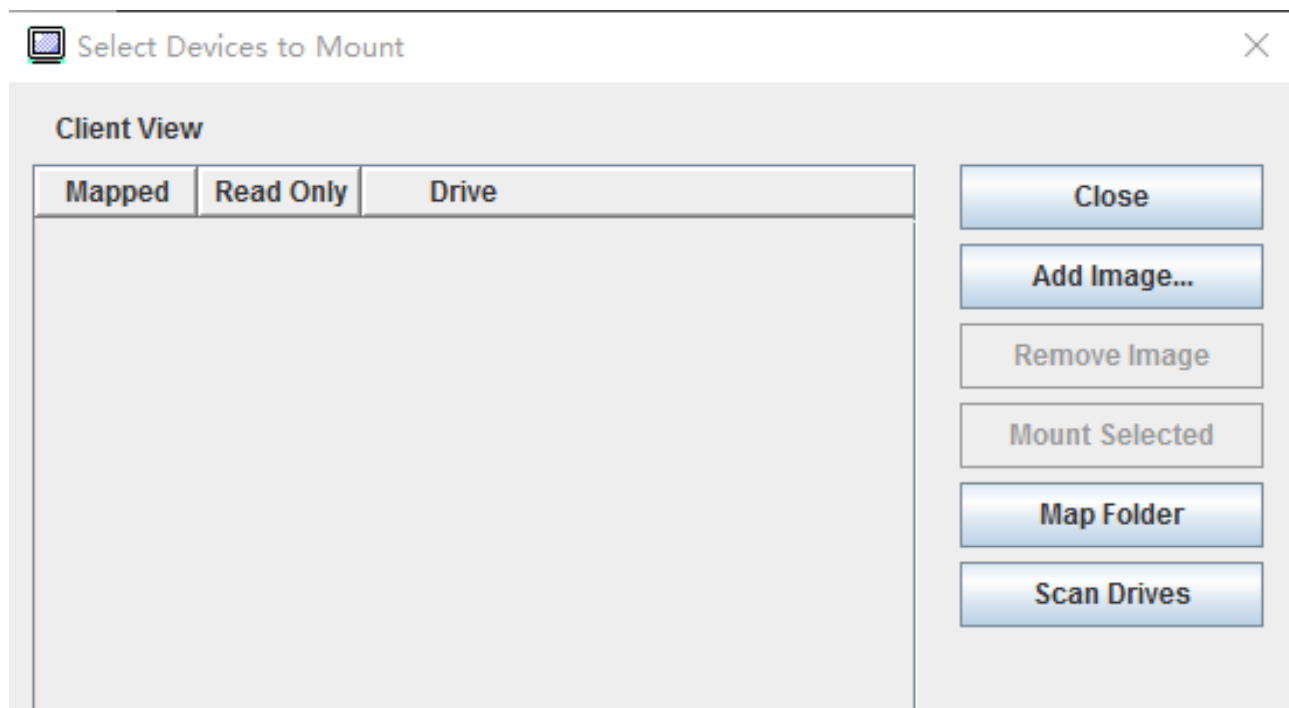 Select Devices to Mount
Client View
Mapped Read Only Drive
Close
Add Image...
Remove Image
Mount Selected
Map Folder
Scan Drives